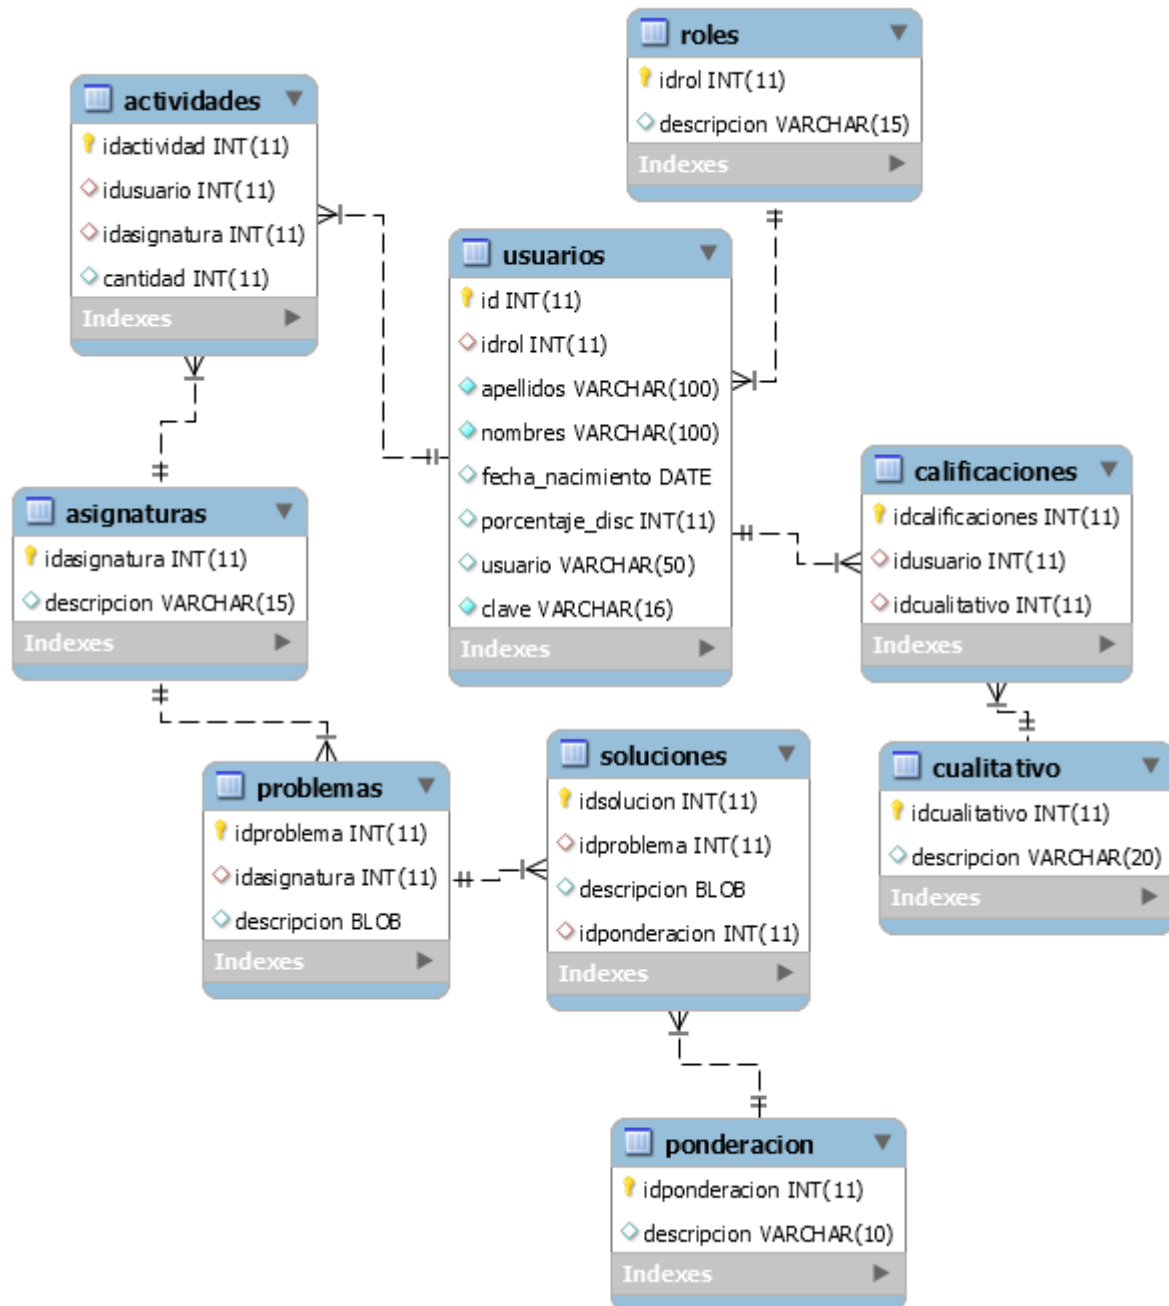 roles
idrol INT(11)
descripcion VARCHAR(15)
Indexes
actividades
idactividad INT(11)
idusuario INT(11)
idasignatura INT(11)
cantidad INT(11)
Indexes
usuarios
id INT(11)
idrol INT(11)
apellidos VARCHAR(100)
nombres VARCHAR(100)
fecha_nacimiento DATE
porcentaje_disc INT(11)
usuario VARCHAR(50)
clave VARCHAR(16)
Indexes
calificaciones
idcalificaciones INT(11)
idusuario INT(11)
idcualitativo INT(11)
Indexes
asignaturas
idasignatura INT(11)
descripcion VARCHAR(15)
Indexes
problemas
idproblema INT(11)
idasignatura INT(11)
descripcion BLOB
Indexes
soluciones
idsolucion INT(11)
idproblema INT(11)
descripcion BLOB
idponderacion INT(11)
Indexes
cualitativo
idcualitativo INT(11)
descripcion VARCHAR(20)
Indexes
ponderacion
idponderacion INT(11)
descripcion VARCHAR(10)
Indexes